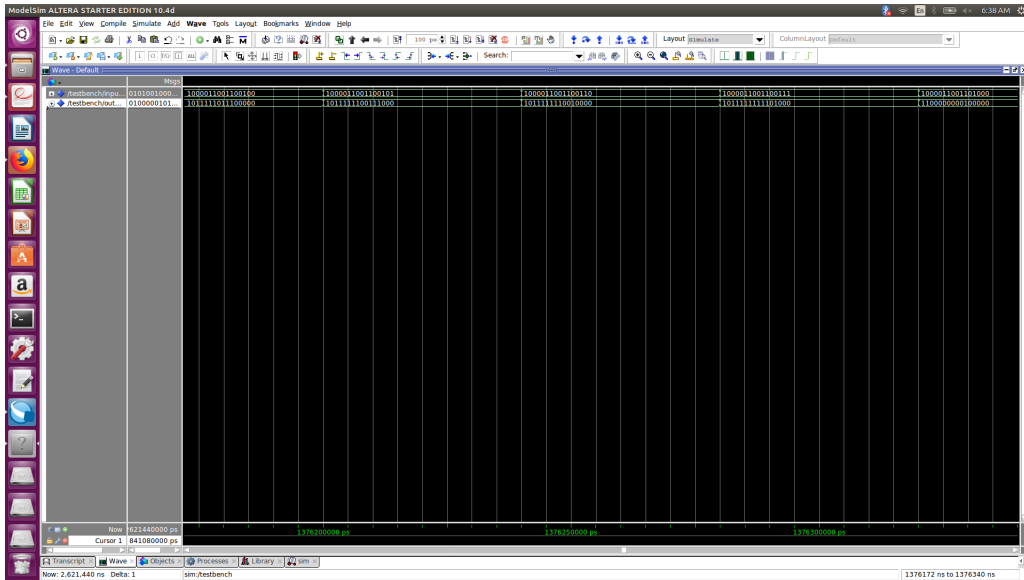 ModelSim ALTERA STARTER EDITION 10.4d
En
6:38 AM
File Edit View Compile Simulate Add Wave Tools Layout Bookmarks Window Help
100 ps
Layout Simulate
ColumnLayout Default
Search:
Wave - Default
Msgs
/testbench/inpu... 0101001000... 1000011001100100 1000011001100101 1000011001100110 1000011001100111 1000011001101000
/testbench/out... 0100000101... 1011111011100000 1011111100111000 1011111110010000 1011111111101000 1100000000100000
Now 2621440000 ps 1376200000 ps 1376250000 ps 1376300000 ps
Cursor 1 841080000 ps
Transcript Wave Objects Processes Library sim
Now: 2,621,440 ns Delta: 1 sim:/testbench 1376172 ns to 1376340 ns